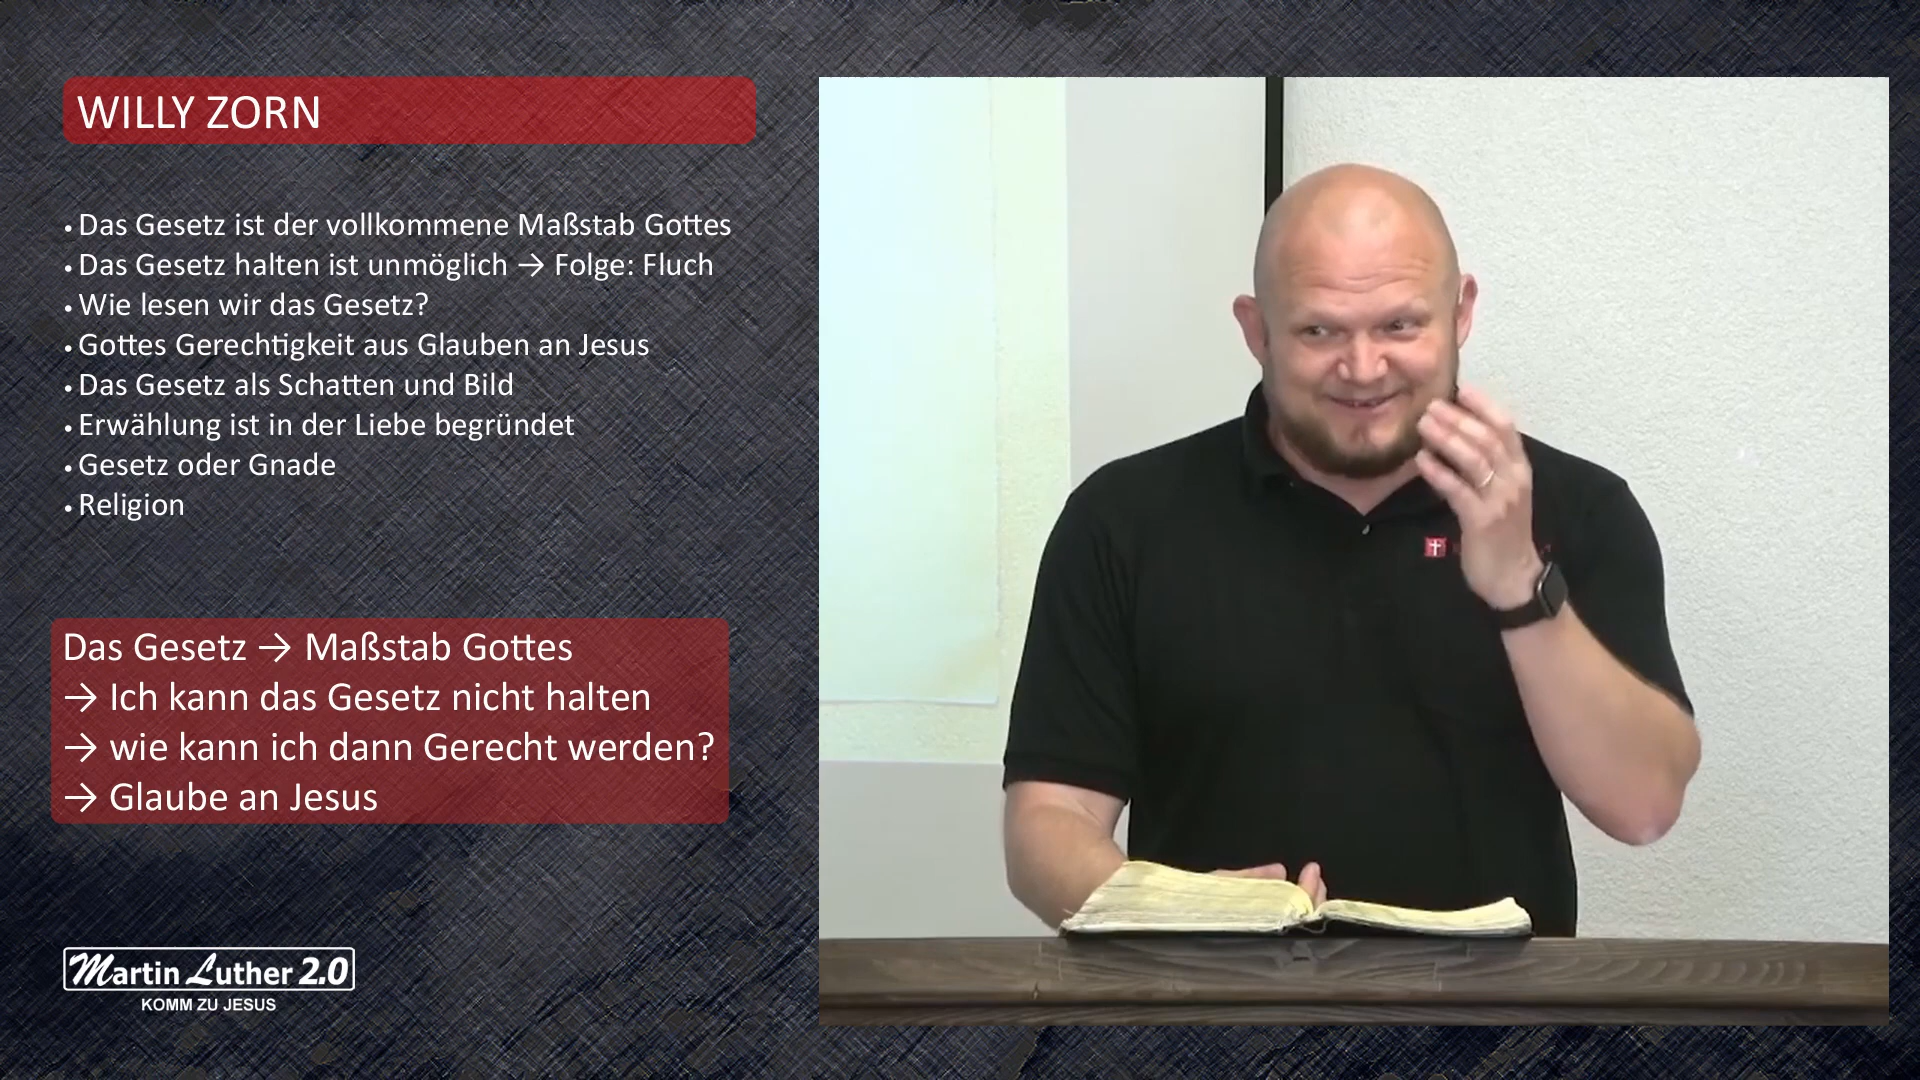 WILLY ZORN
• Das Gesetz ist der vollkommene Maßstab Gottes
• Das Gesetz halten ist unmöglich → Folge: Fluch
• Wie lesen wir das Gesetz?
• Gottes Gerechtigkeit aus Glauben an Jesus
• Das Gesetz als Schatten und Bild
• Erwählung ist in der Liebe begründet
• Gesetz oder Gnade
• Religion
Das Gesetz → Maßstab Gottes
→ Ich kann das Gesetz nicht halten
→ wie kann ich dann Gerecht werden?
→ Glaube an Jesus
Martin Luther 2.0
KOMM ZU JESUS